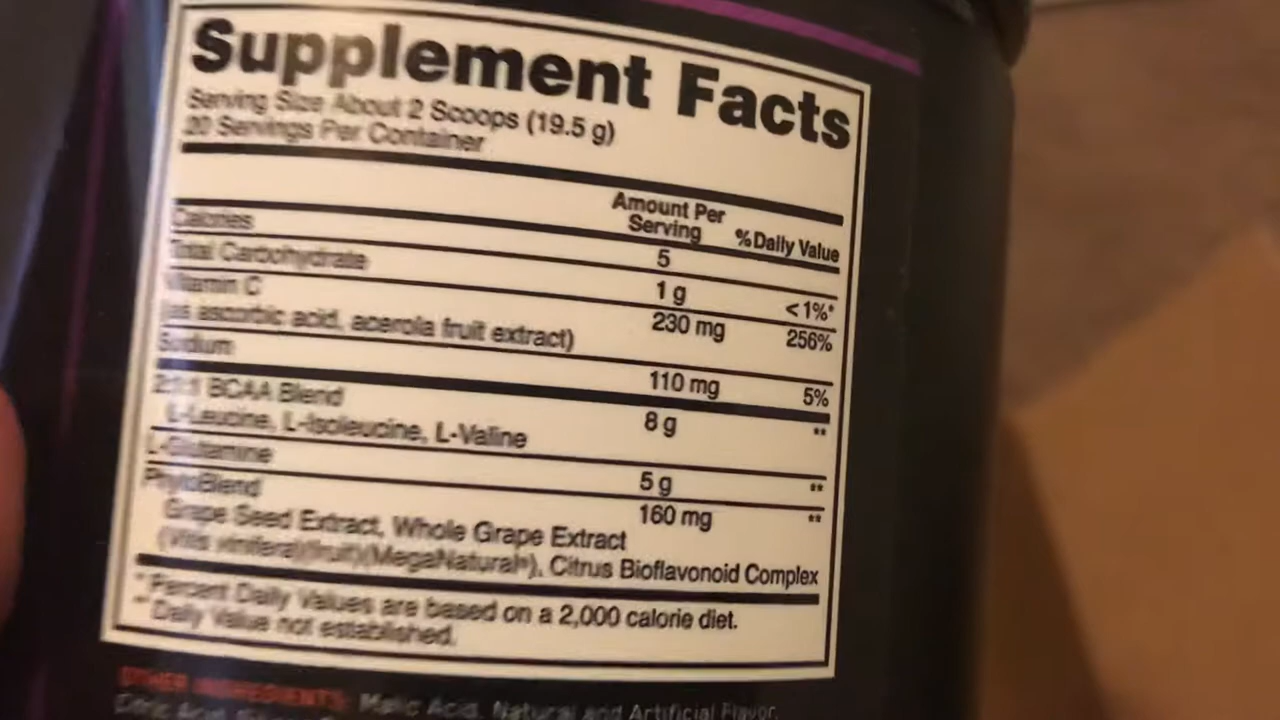 Supplement Facts
Serving Size About 2 Scoops (19.5 g)
20 Servings Per Container
Amount Per
Serving % Daily Value
Calories 5
Total Carbohydrate 1 g <1%*
Vitamin C 230 mg 256%
(as ascorbic acid, acerola fruit extract)
Sodium 110 mg 5%
2:1:1 BCAA Blend 8 g **
L-Leucine, L-Isoleucine, L-Valine
L-Glutamine 5 g **
PhytoBlend 160 mg **
Grape Seed Extract, Whole Grape Extract
(Vitis vinifera)(fruit)(MegaNatural®), Citrus Bioflavonoid Complex
*Percent Daily Values are based on a 2,000 calorie diet.
**Daily Value not established.
OTHER INGREDIENTS: Malic Acid, Natural and Artificial Flavor,
Citric Acid,